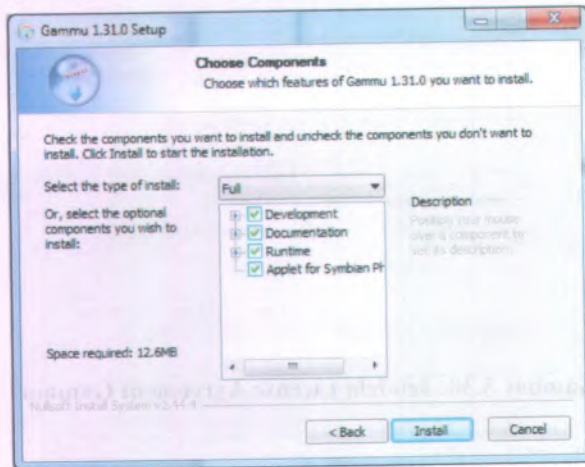 Gammu 1.31.0 Setup
Choose Components
Choose which features of Gammu 1.31.0 you want to install.
Check the components you want to install and uncheck the components you don't want to
install. Click Install to start the installation.
Select the type of install:
Full
Or, select the optional
components you wish to
install:
Development
Documentation
Runtime
Applet for Symbian Ph
Description
Position your mouse
over a component to
see its description.
Space required: 12.6MB
Nullsoft Install System
< Back
Install
Cancel